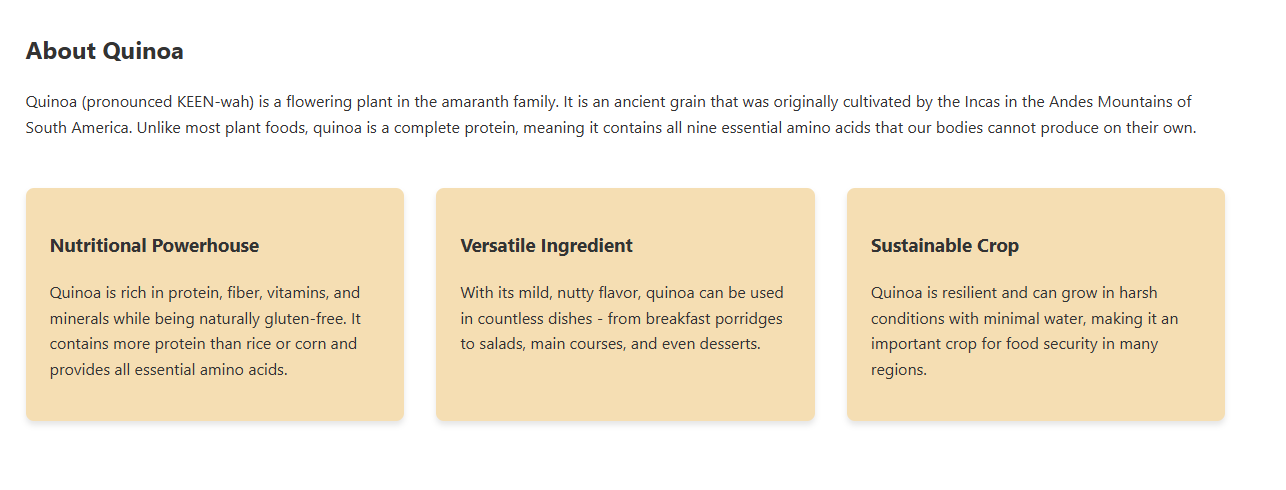 About Quinoa
Quinoa (pronounced KEEN-wah) is a flowering plant in the amaranth family. It is an ancient grain that was originally cultivated by the Incas in the Andes Mountains of
South America. Unlike most plant foods, quinoa is a complete protein, meaning it contains all nine essential amino acids that our bodies cannot produce on their own.
Nutritional Powerhouse
Quinoa is rich in protein, fiber, vitamins, and
minerals while being naturally gluten-free. It
contains more protein than rice or corn and
provides all essential amino acids.
Versatile Ingredient
With its mild, nutty flavor, quinoa can be used
in countless dishes - from breakfast porridges
to salads, main courses, and even desserts.
Sustainable Crop
Quinoa is resilient and can grow in harsh
conditions with minimal water, making it an
important crop for food security in many
regions.